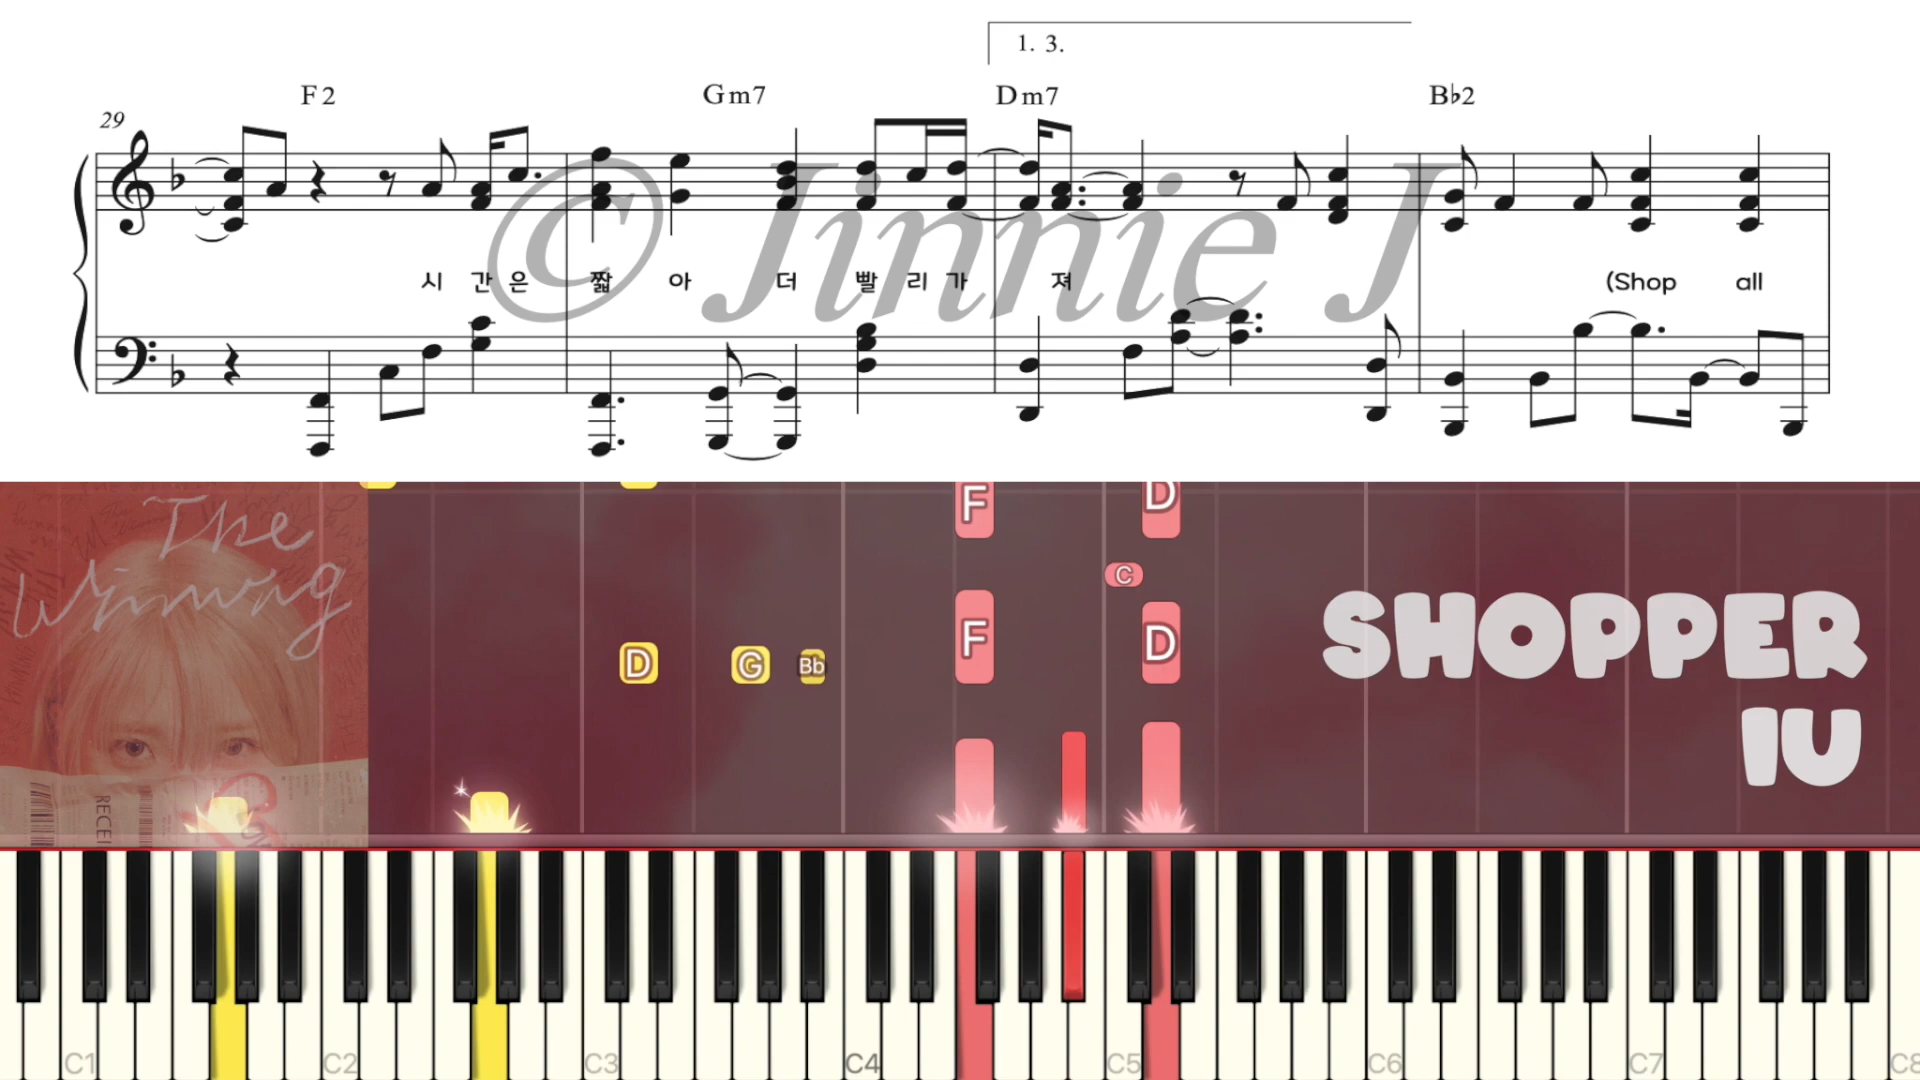 1. 3.
F2 Gm7 Dm7 B♭2
29
© Jinnie J
시 간 은 짧 아 더 빨 리 가 져 (Shop all
The
Winning
F D
C
D G Bb F D
SHOPPER
IU
RECEI
C1 C2 C3 C4 C5 C6 C7 C8